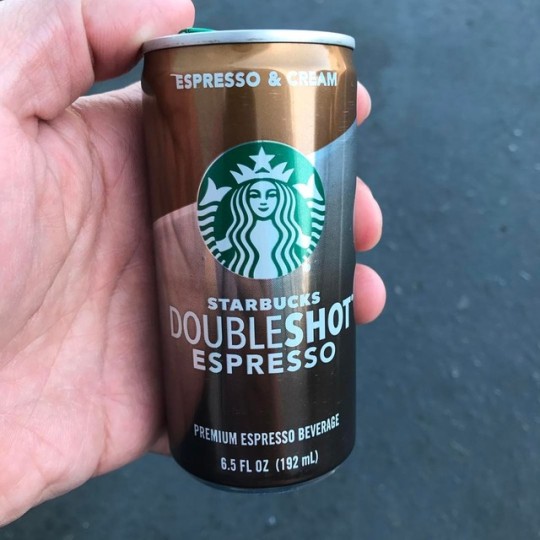 ESPRESSO & CREAM
STARBUCKS
DOUBLESHOT
ESPRESSO
PREMIUM ESPRESSO BEVERAGE
6.5 FL OZ (192 mL)